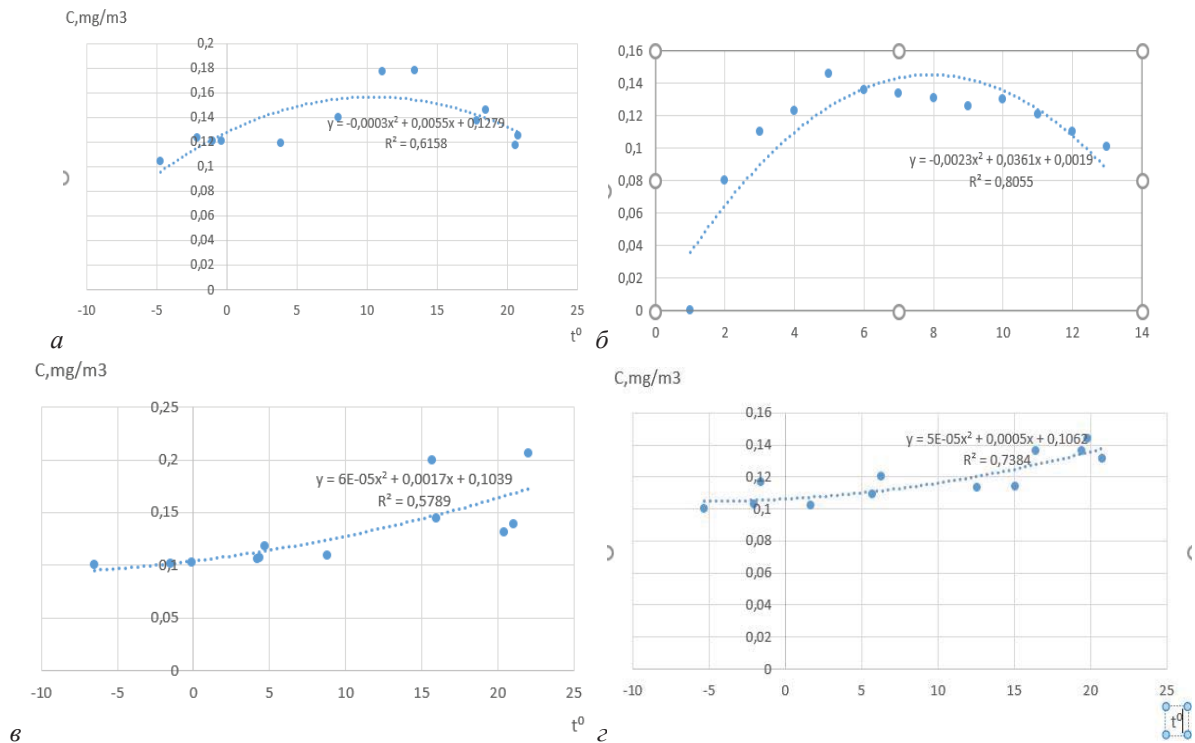 C,mg/m3
0,2
0,18
0,16
0,14
0,12
0,1
0,08
0,06
0,04
0,02
0
-10 -5 0 5 10 15 20 25
y = -0,0003x² + 0,0055x + 0,1279
R² = 0,6158
t⁰
а
0,16
0,14
0,12
0,1
0,08
0,06
0,04
0,02
0
0 2 4 6 8 10 12 14
y = -0,0023x² + 0,0361x + 0,0019
R² = 0,8055
б
C,mg/m3
0,25
0,2
0,15
0,1
0,05
0
-10 -5 0 5 10 15 20 25
y = 6E-05x² + 0,0017x + 0,1039
R² = 0,5789
t⁰
в
C,mg/m3
0,16
0,14
0,12
0,1
0,08
0,06
0,04
0,02
0
-10 -5 0 5 10 15 20 25
y = 5E-05x² + 0,0005x + 0,1062
R² = 0,7384
t⁰
г